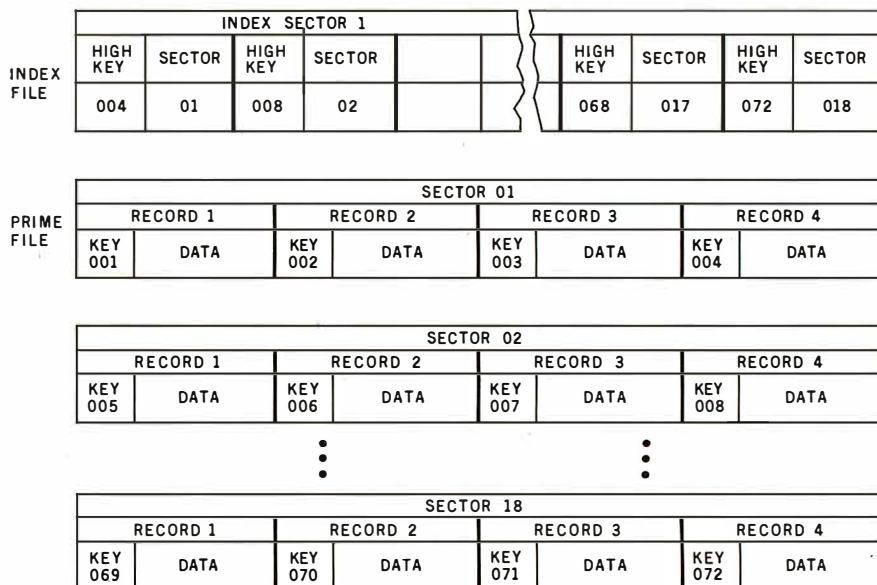 INDEX SECTOR 1
INDEX FILE
HIGH KEY SECTOR HIGH KEY SECTOR HIGH KEY SECTOR HIGH KEY SECTOR
004 01 008 02 068 017 072 018
PRIME FILE
SECTOR 01
RECORD 1 RECORD 2 RECORD 3 RECORD 4
KEY 001 DATA KEY 002 DATA KEY 003 DATA KEY 004 DATA
SECTOR 02
RECORD 1 RECORD 2 RECORD 3 RECORD 4
KEY 005 DATA KEY 006 DATA KEY 007 DATA KEY 008 DATA
SECTOR 18
RECORD 1 RECORD 2 RECORD 3 RECORD 4
KEY 069 DATA KEY 070 DATA KEY 071 DATA KEY 072 DATA